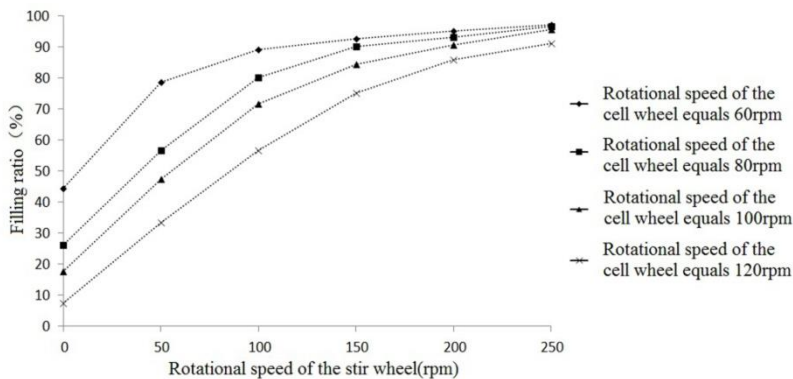 100
90
80
70
60
50
40
30
20
10
0
Filling ratio (%)
0 50 100 150 200 250
Rotational speed of the stir wheel(rpm)
Rotational speed of the
cell wheel equals 60rpm
Rotational speed of the
cell wheel equals 80rpm
Rotational speed of the
cell wheel equals 100rpm
Rotational speed of the
cell wheel equals 120rpm